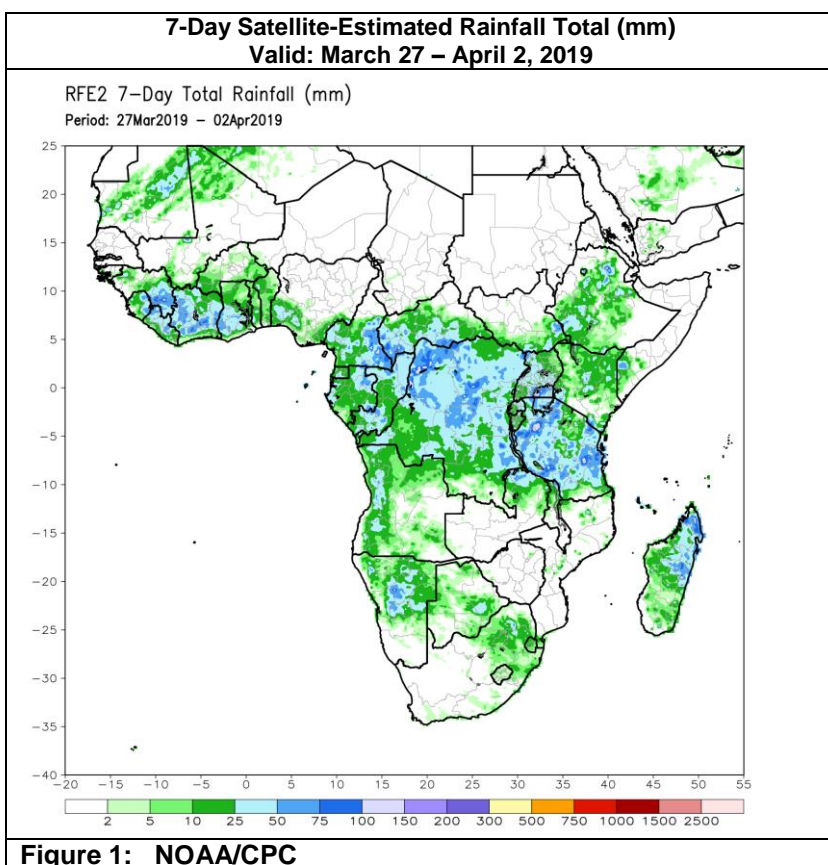 7-Day Satellite-Estimated Rainfall Total (mm)
Valid: March 27 – April 2, 2019
RFE2 7-Day Total Rainfall (mm)
Period: 27Mar2019 – 02Apr2019
25
20
15
10
5
0
-5
-10
-15
-20
-25
-30
-35
-40
-20 -15 -10 -5 0 5 10 15 20 25 30 35 40 45 50 55
2 5 10 25 50 75 100 150 200 300 500 750 1000 1500 2500
Figure 1: NOAA/CPC